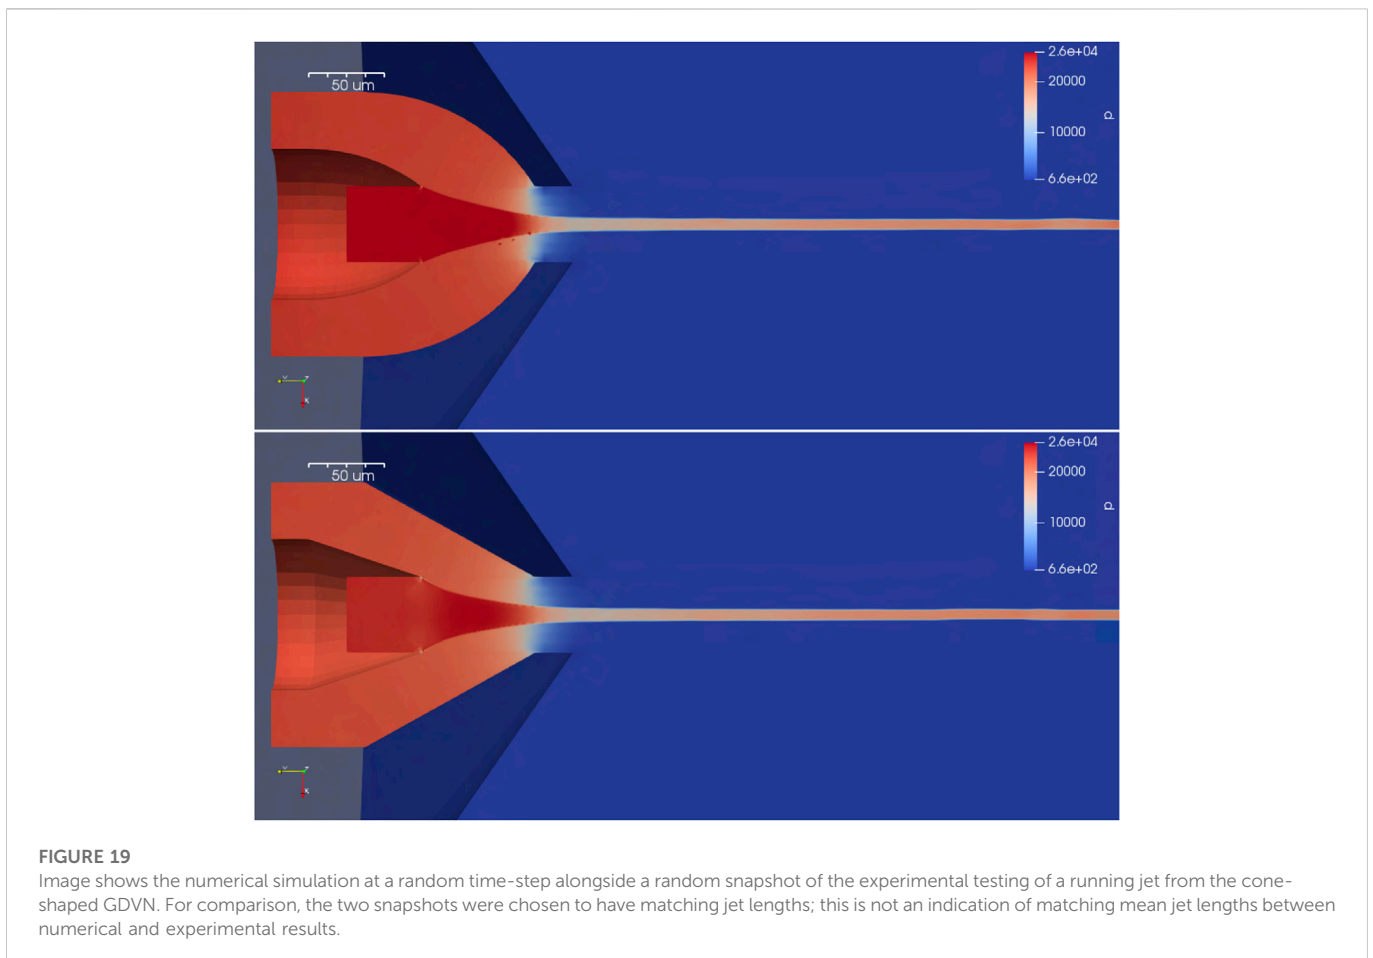 50 um
2.6e+04
20000
10000
6.6e+02
p
50 um
2.6e+04
20000
10000
6.6e+02
p
FIGURE 19
Image shows the numerical simulation at a random time-step alongside a random snapshot of the experimental testing of a running jet from the cone-
shaped GDVN. For comparison, the two snapshots were chosen to have matching jet lengths; this is not an indication of matching mean jet lengths between
numerical and experimental results.